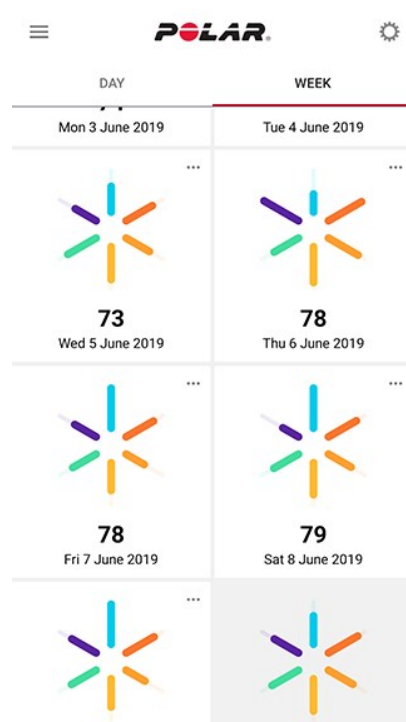 POLAR.
DAY WEEK
Mon 3 June 2019 Tue 4 June 2019
73 78
Wed 5 June 2019 Thu 6 June 2019
78 79
Fri 7 June 2019 Sat 8 June 2019